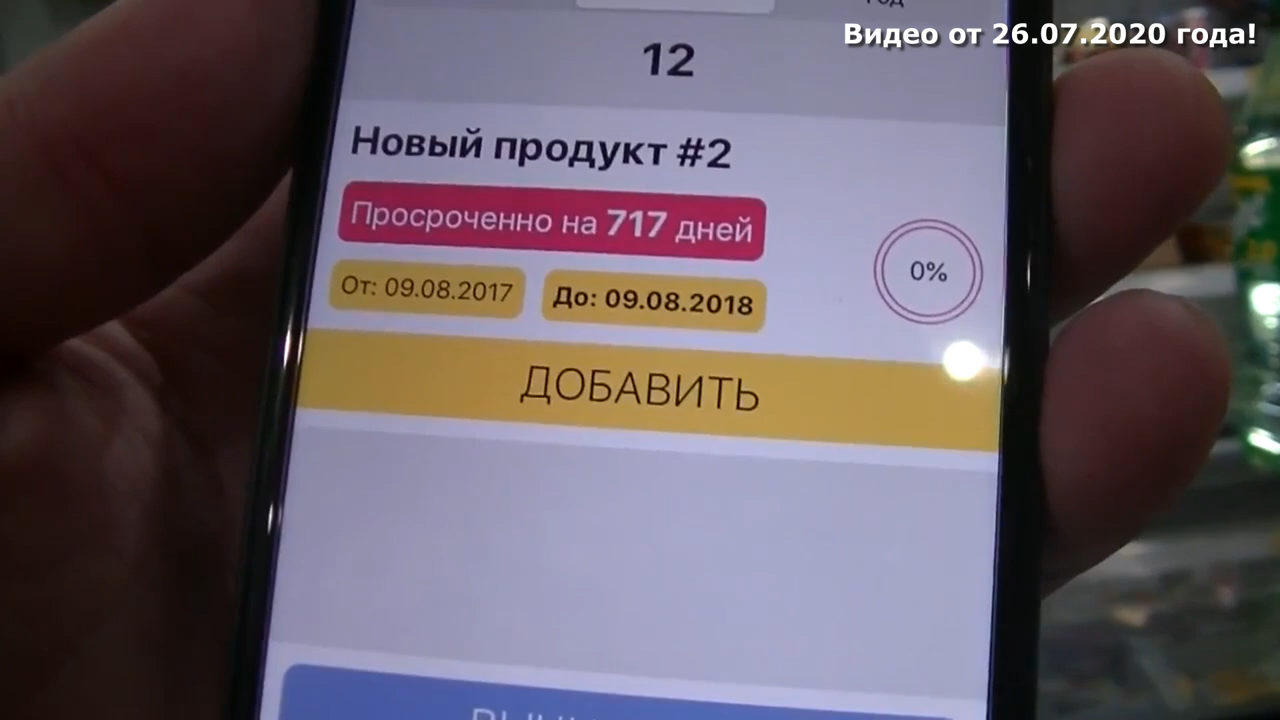 Видео от 26.07.2020 года!
12
Новый продукт #2
Просроченно на 717 дней
0%
От: 09.08.2017
До: 09.08.2018
ДОБАВИТЬ